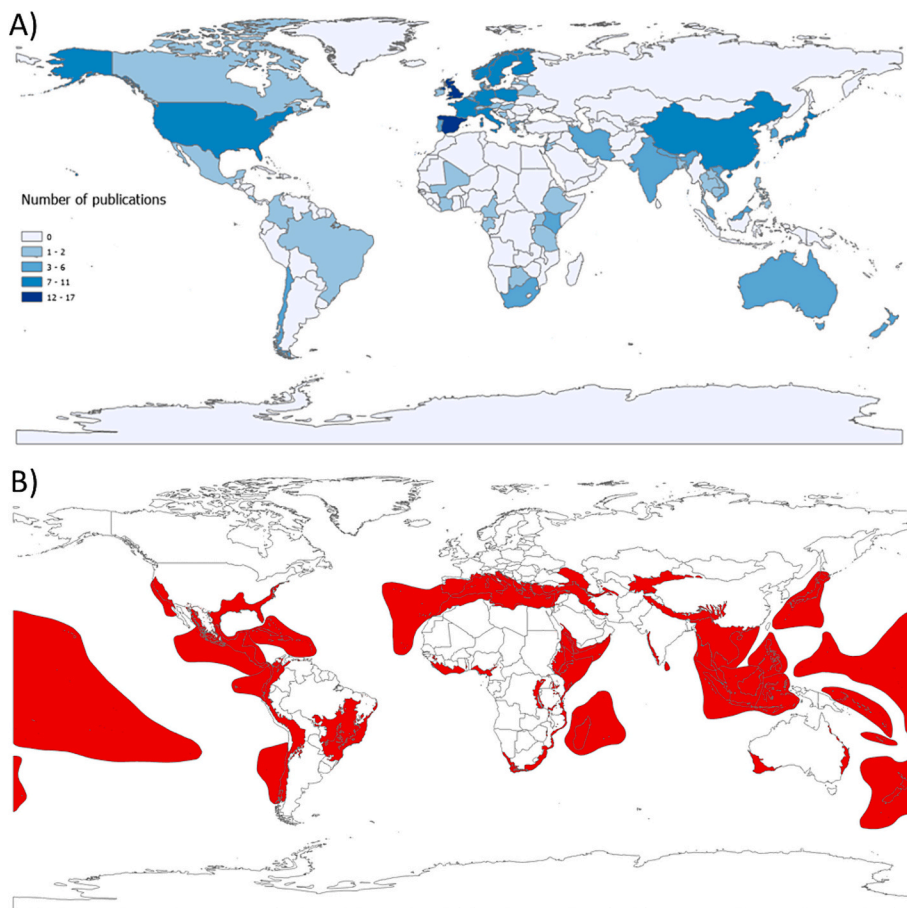 A)
Number of publications
0
1 - 2
3 - 6
7 - 11
12 - 17
B)